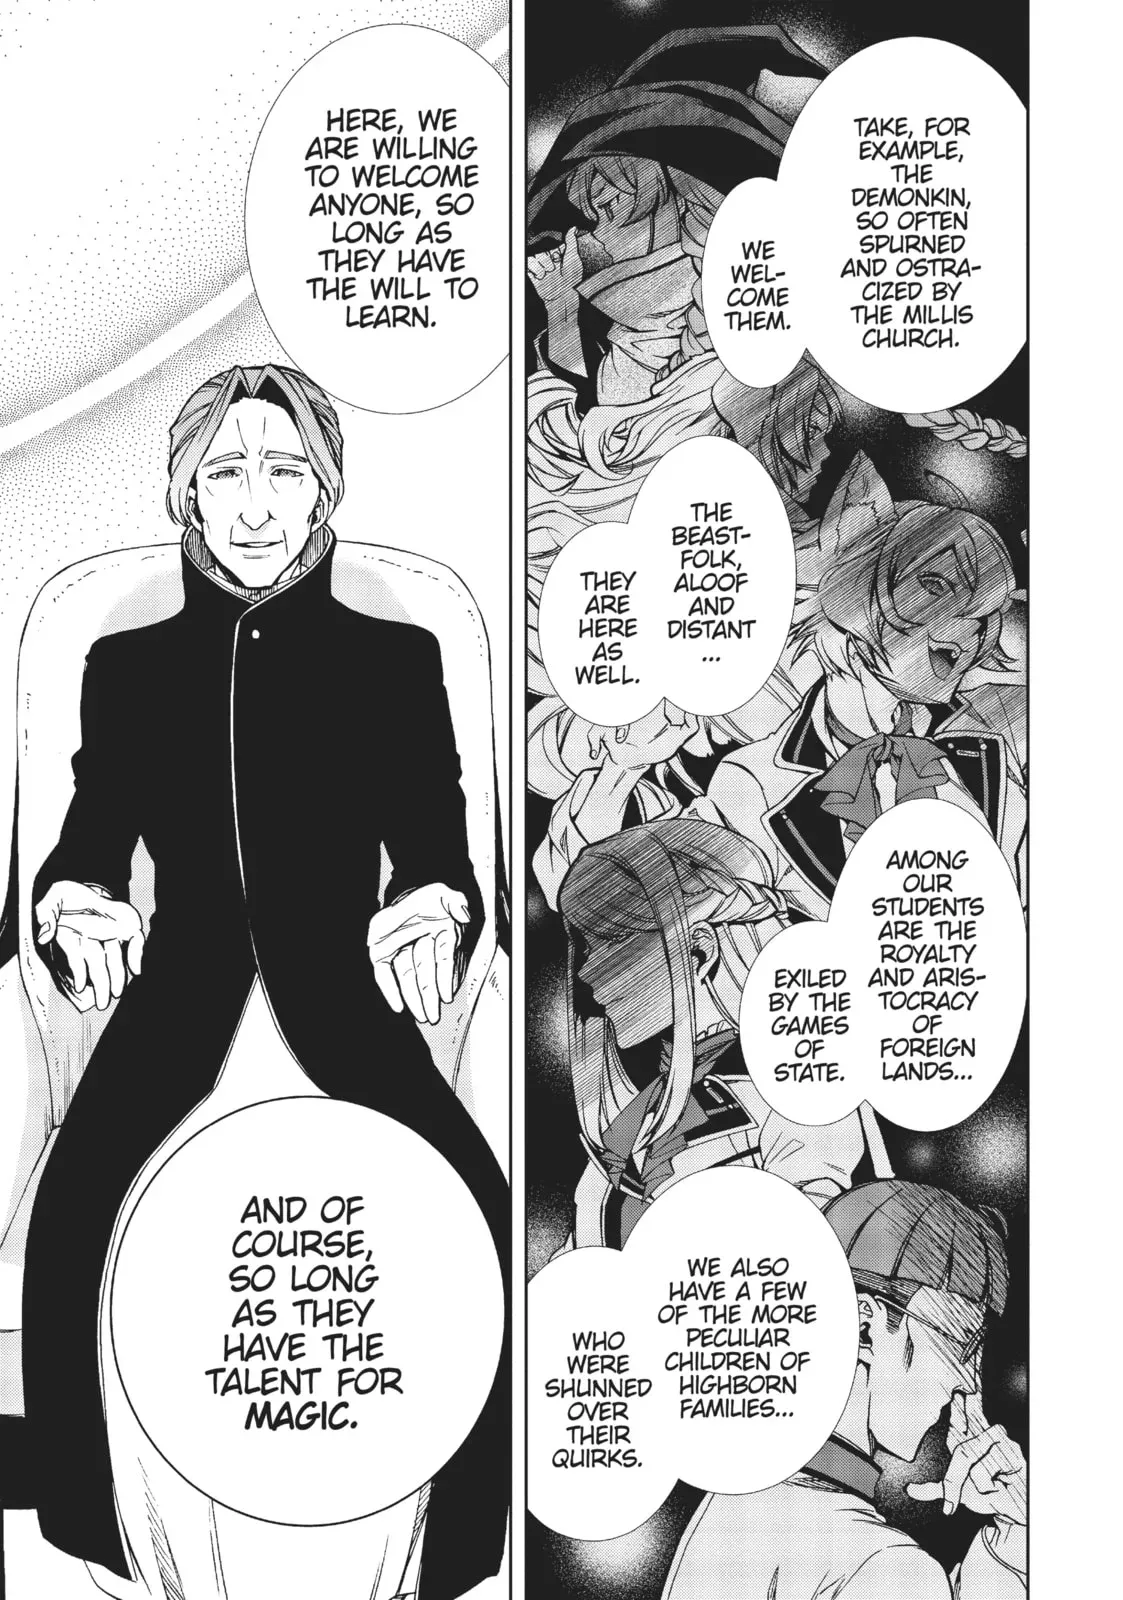 TAKE, FOR
EXAMPLE,
THE
DEMONKIN,
SO OFTEN
SPURNED
AND OSTRA-
CIZED BY
THE MILLIS
CHURCH.
WE
WEL-
COME
THEM.
THE
BEAST-
FOLK,
ALOOF
AND
DISTANT
...
THEY
ARE
HERE
AS
WELL.
AMONG
OUR
STUDENTS
ARE THE
ROYALTY
AND ARIS-
TOCRACY
OF
FOREIGN
LANDS...
EXILED
BY THE
GAMES
OF
STATE.
WE ALSO
HAVE A FEW
OF THE MORE
PECULIAR
CHILDREN OF
HIGHBORN
FAMILIES...
WHO
WERE
SHUNNED
OVER
THEIR
QUIRKS.
HERE, WE
ARE WILLING
TO WELCOME
ANYONE, SO
LONG AS
THEY HAVE
THE WILL TO
LEARN.
AND OF
COURSE,
SO LONG
AS THEY
HAVE THE
TALENT FOR
MAGIC.